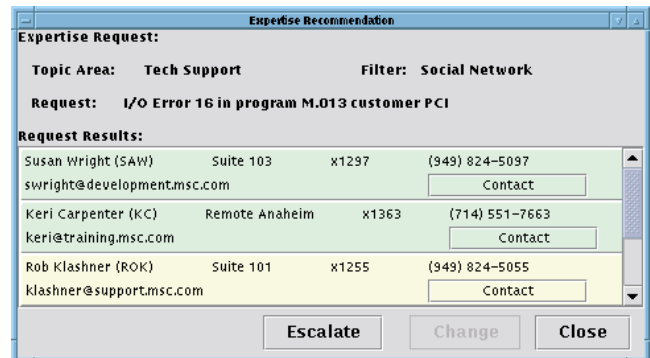 Expertise Recommendation
Expertise Request:
Topic Area: Tech Support Filter: Social Network
Request: I/O Error 16 in program M.013 customer PCI
Request Results:
Susan Wright (SAW) Suite 103 x1297 (949) 824-5097
swright@development.msc.com Contact
Keri Carpenter (KC) Remote Anaheim x1363 (714) 551-7663
keri@training.msc.com Contact
Rob Klashner (ROK) Suite 101 x1255 (949) 824-5055
klashner@support.msc.com Contact
Escalate Change Close